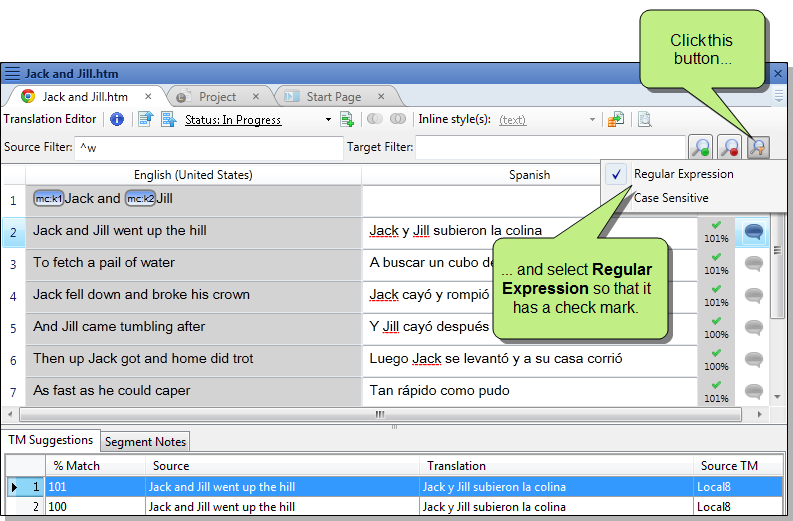 Click this
button...
Jack and Jill.htm
Jack and Jill.htm × Project × Start Page ×
Translation Editor Status: In Progress Inline style(s): (text)
Source Filter: ^w Target Filter:
English (United States) Spanish
Regular Expression
Case Sensitive
1 mc:k1 Jack and mc:k2 Jill
2 Jack and Jill went up the hill Jack y Jill subieron la colina 101%
3 To fetch a pail of water A buscar un cubo de 101%
4 Jack fell down and broke his crown Jack cayó y rompió 101%
5 And Jill came tumbling after Y Jill cayó después 100%
6 Then up Jack got and home did trot Luego Jack se levantó y a su casa corrió 100%
7 As fast as he could caper Tan rápido como pudo 101%
... and select Regular
Expression so that it
has a check mark.
TM Suggestions Segment Notes
% Match Source Translation Source TM
1 101 Jack and Jill went up the hill Jack y Jill subieron la colina Local8
2 100 Jack and Jill went up the hill Jack y Jill subieron la colina Local8